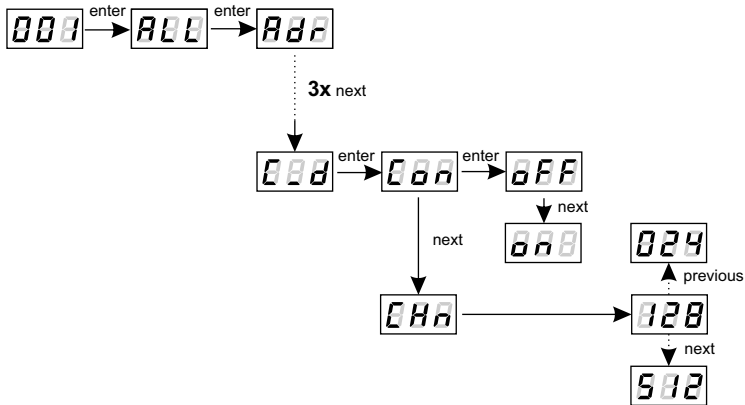 001 enter ALL enter Adr
3x next
C_d enter Con enter oFF
next
next
on
024
previous
CHn
128
next
512